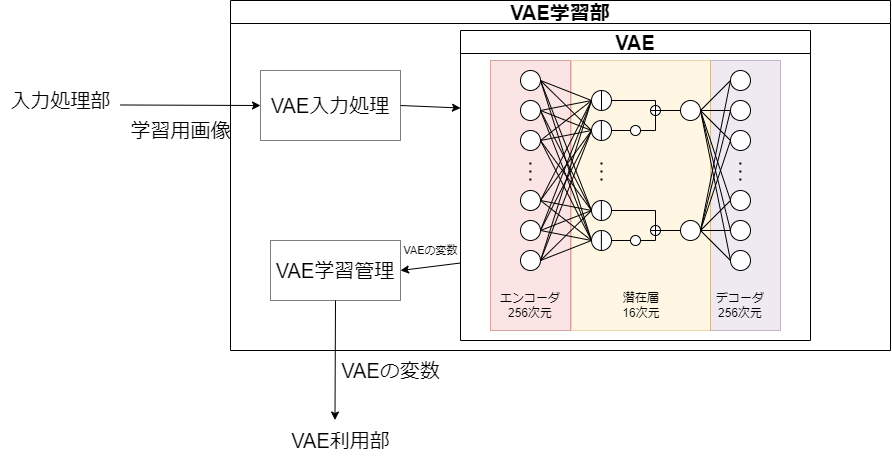 VAE学習部
VAE
入力処理部
学習用画像
VAE入力処理
VAEの変数
VAE学習管理
エンコーダ
256次元
潜在層
16次元
デコーダ
256次元
VAEの変数
VAE利用部